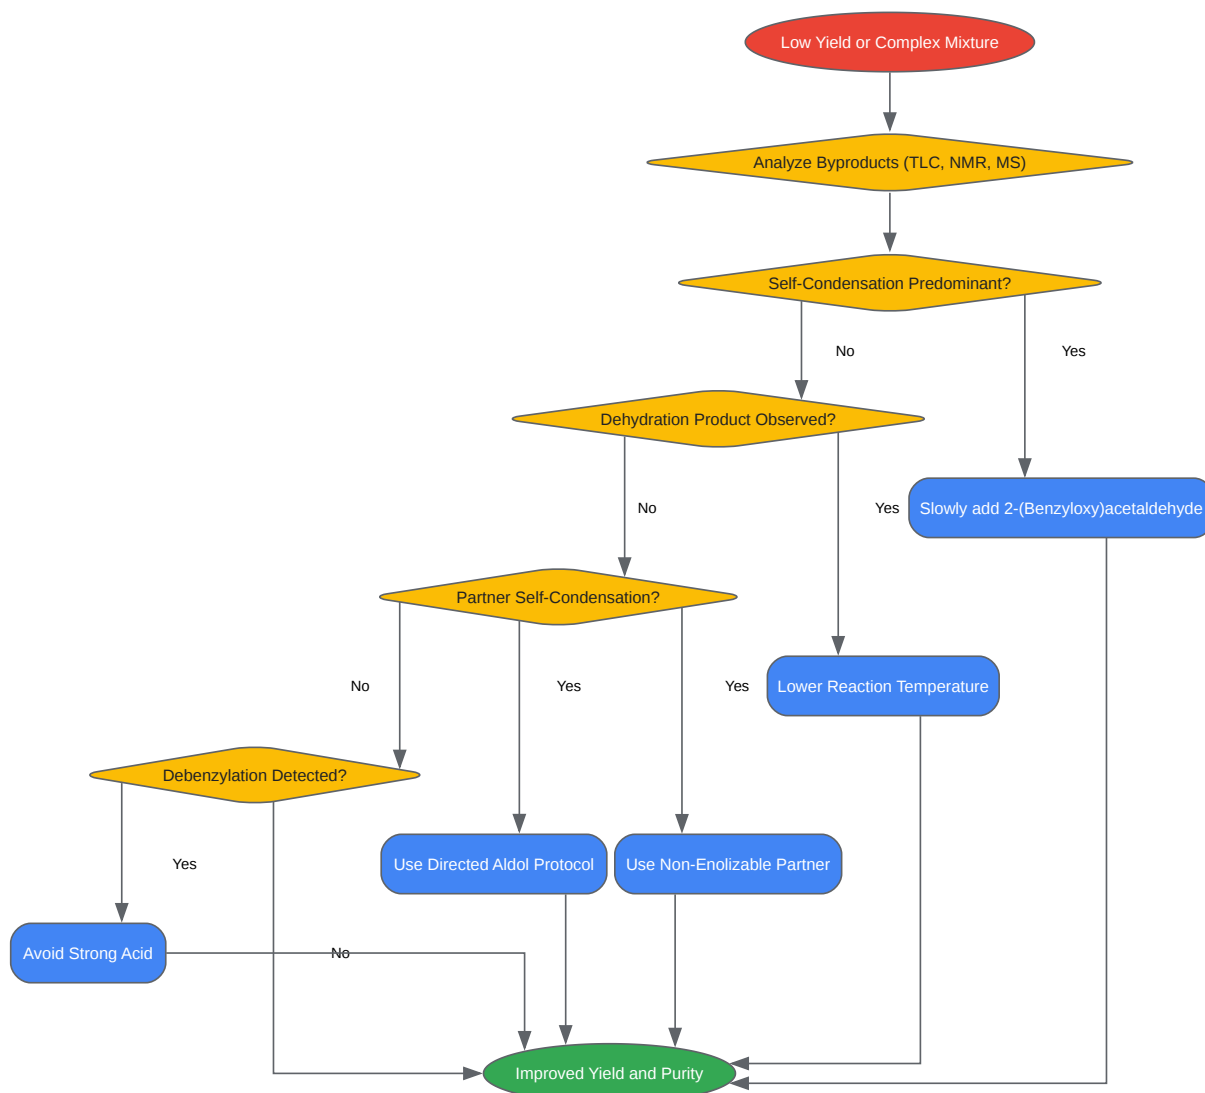 Low Yield or Complex Mixture
Analyze Byproducts (TLC, NMR, MS)
Self-Condensation Predominant?
No
Yes
Dehydration Product Observed?
No
Yes
Slowly add 2-(Benzyloxy)acetaldehyde
Partner Self-Condensation?
No
Yes
Yes
Lower Reaction Temperature
Debenzylation Detected?
Yes
Use Directed Aldol Protocol
Use Non-Enolizable Partner
Avoid Strong Acid
No
Improved Yield and Purity